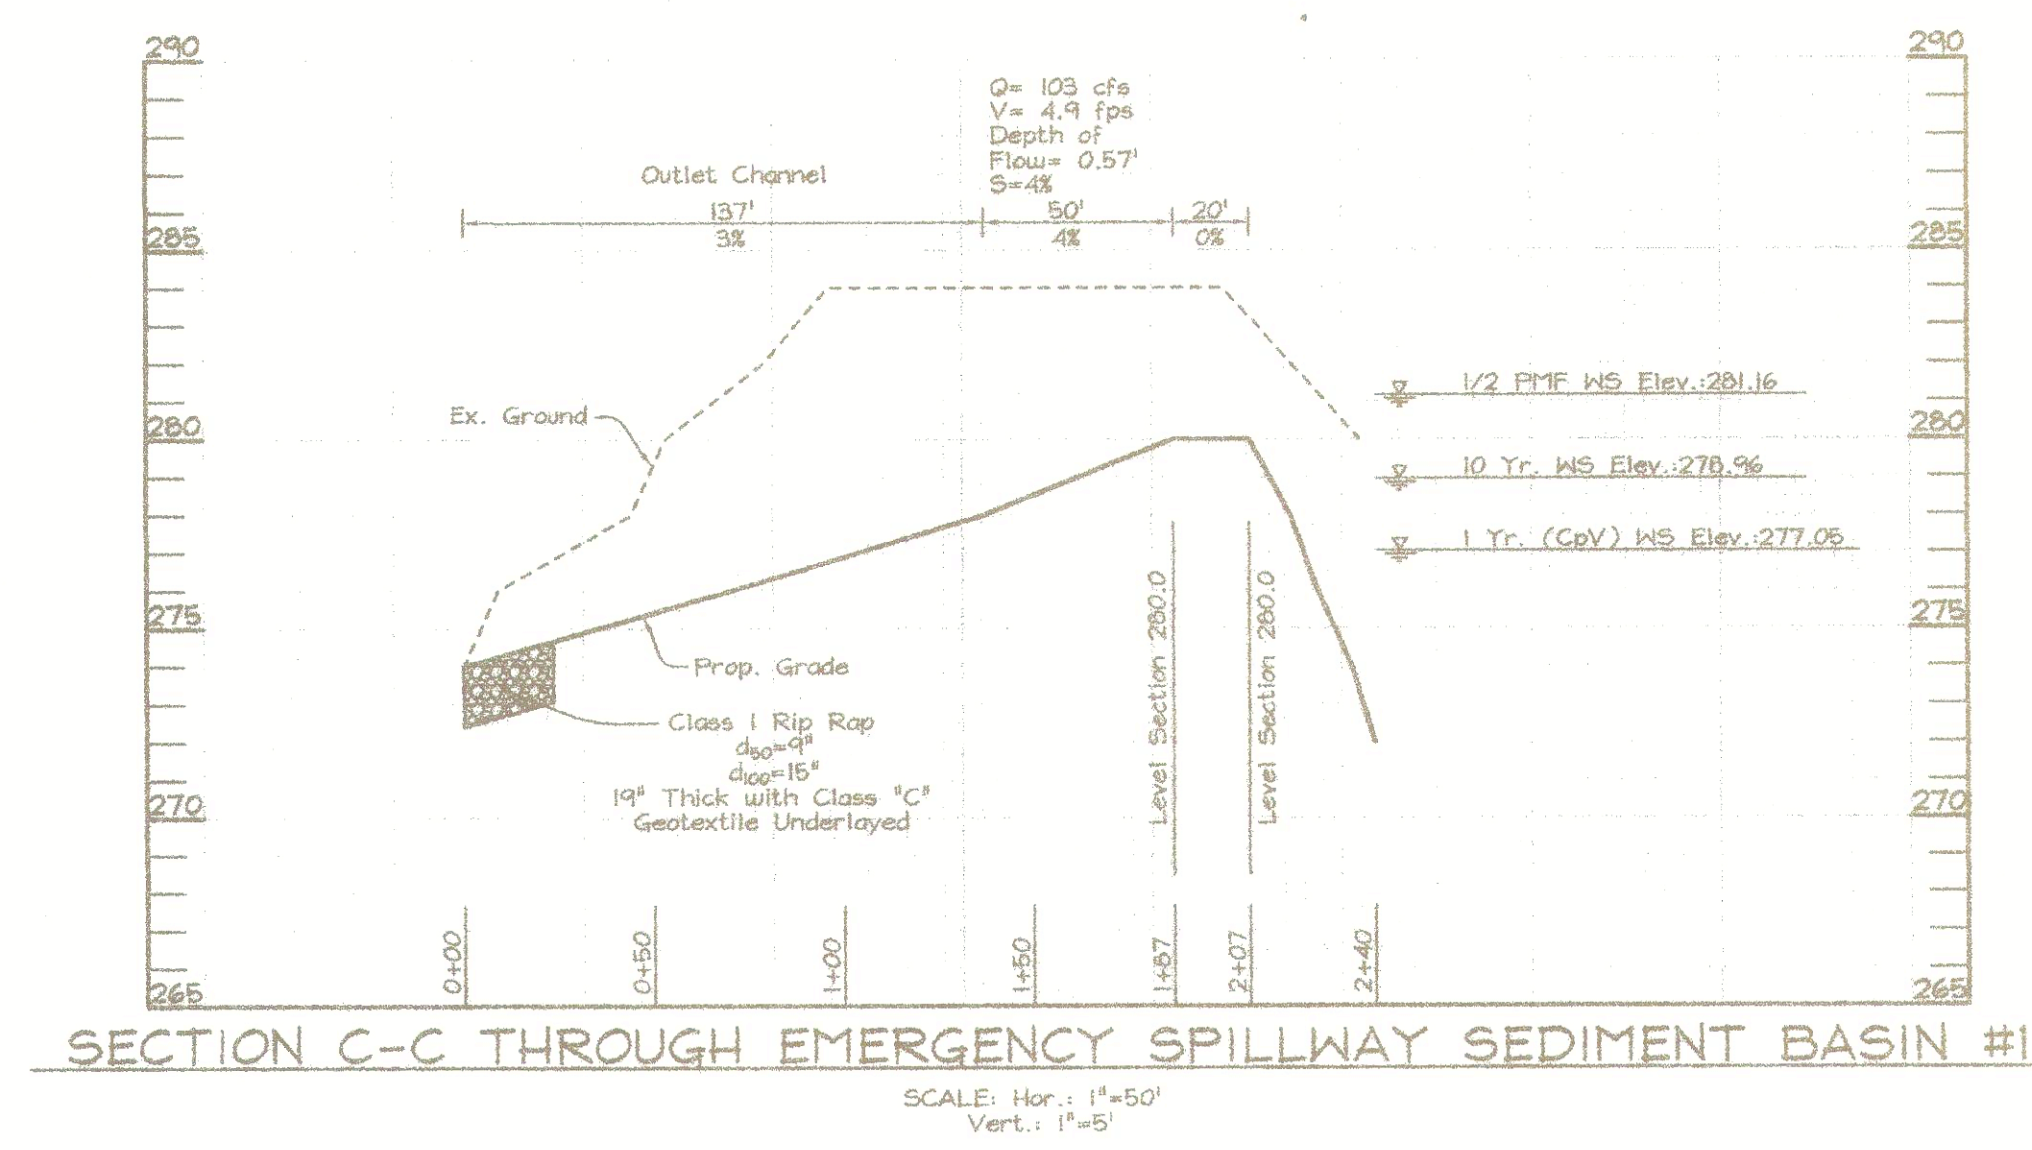 290
290
Q= 103 cfs
V= 4.9 fps
Depth of
Flow= 0.57'
S=4%
Outlet Channel
137'
50'
20'
3%
4%
0%
285
285
1/2 PMF WS Elev.:281.16
Ex. Ground
280
280
10 Yr. WS Elev.:278.96
1 Yr. (CpV) WS Elev.:277.05
275
275
Level Section 280.0
Level Section 280.0
Prop. Grade
Class 1 Rip Rap
d50=9"
d100=15"
19" Thick with Class "C"
Geotextile Underlayed
270
270
0+00
0+50
1+00
1+50
1+87
2+07
2+40
265
265
SECTION C-C THROUGH EMERGENCY SPILLWAY SEDIMENT BASIN #1
SCALE: Hor.: 1"=50'
Vert.: 1"=5'